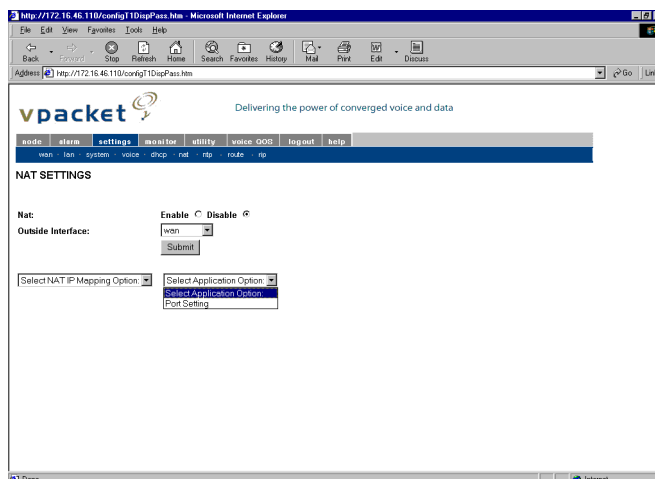 http://172.16.46.110/configT1DispPass.htm - Microsoft Internet Explorer
File Edit View Favorites Tools Help
Back Forward Stop Refresh Home Search Favorites History Mail Print Edit Discuss
Address http://172.16.46.110/configT1DispPass.htm Go Lin
vpacket Delivering the power of converged voice and data
node alarm settings monitor utility voice QOS logout help
wan · lan · system · voice · dhcp · nat · ntp · route · rip
NAT SETTINGS
Nat: Enable Disable
Outside Interface: wan
Submit
Select NAT IP Mapping Option: Select Application Option:
Select Application Option:
Port Setting
Done Internet